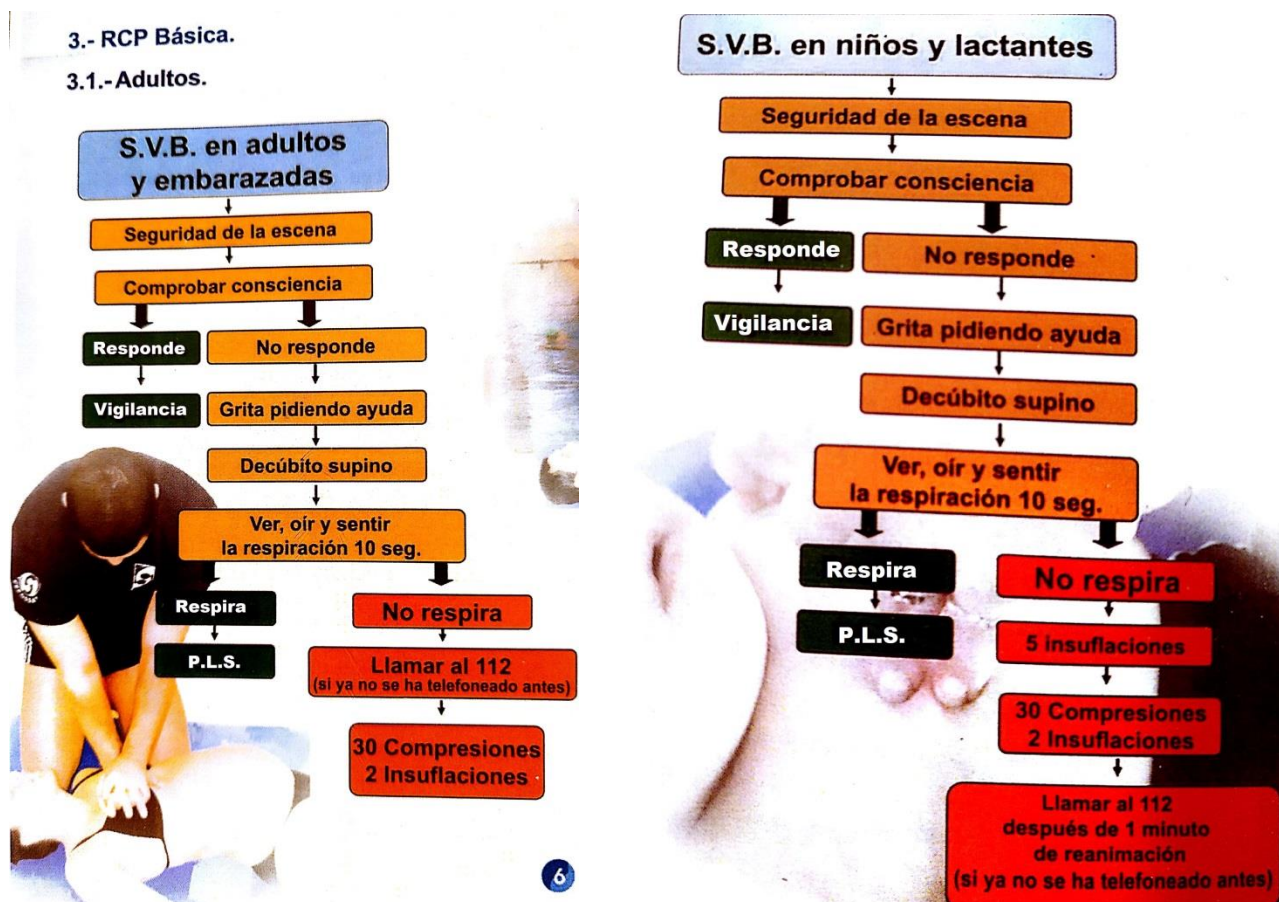 3.- RCP Básica.
3.1.-Adultos.
S.V.B. en adultos
y embarazadas
Seguridad de la escena
Comprobar consciencia
Responde
No responde
Vigilancia
Grita pidiendo ayuda
Decúbito supino
Ver, oír y sentir
la respiración 10 seg.
Respira
No respira
P.L.S.
Llamar al 112
(si ya no se ha telefoneado antes)
30 Compresiones
2 Insuflaciones
6
S.V.B. en niños y lactantes
Seguridad de la escena
Comprobar consciencia
Responde
No responde
Vigilancia
Grita pidiendo ayuda
Decúbito supino
Ver, oír y sentir
la respiración 10 seg.
Respira
No respira
P.L.S.
5 insuflaciones
30 Compresiones
2 Insuflaciones
Llamar al 112
después de 1 minuto
de reanimación
(si ya no se ha telefoneado antes)